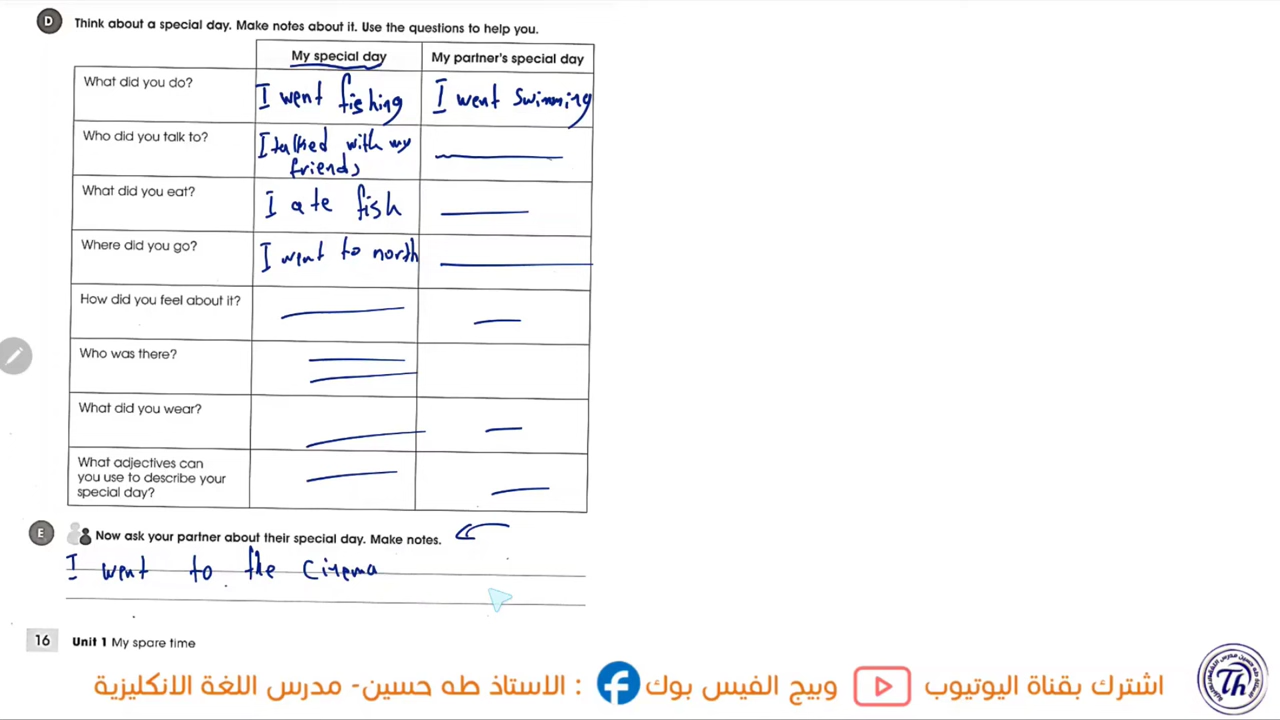 D Think about a special day. Make notes about it. Use the questions to help you.
My special day My partner's special day
What did you do? I went fishing I went swimming
Who did you talk to? I talked with my friends
What did you eat? I ate fish
Where did you go? I went to north
How did you feel about it?
Who was there?
What did you wear?
What adjectives can
you use to describe your
special day?
E Now ask your partner about their special day. Make notes.
I went to the cinema
16 Unit 1 My spare time
اشترك بقناة اليوتيوب وبيج الفيس بوك : الاستاذ طه حسين- مدرس اللغة الانكليزية
Th